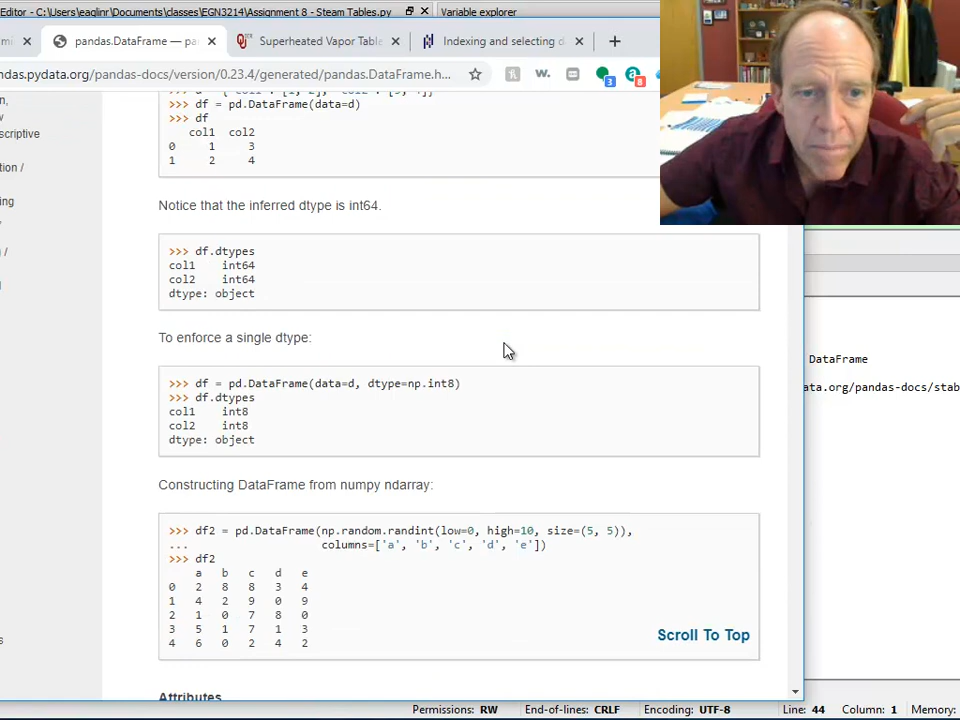 Editor - C:\Users\eaglinr\Documents\classes\EGN3214\Assignment 8 - Steam Tables.py
Variable explorer
pandas.DataFrame — pa
Superheated Vapor Table
Indexing and selecting d
ndas.pydata.org/pandas-docs/version/0.23.4/generated/pandas.DataFrame.h...
3
8
>>> df = pd.DataFrame(data=d)
>>> df
col1 col2
0 1 3
1 2 4
scriptive
tion /
ing
Notice that the inferred dtype is int64.
>>> df.dtypes
col1 int64
col2 int64
dtype: object
To enforce a single dtype:
>>> df = pd.DataFrame(data=d, dtype=np.int8)
>>> df.dtypes
col1 int8
col2 int8
dtype: object
Constructing DataFrame from numpy ndarray:
>>> df2 = pd.DataFrame(np.random.randint(low=0, high=10, size=(5, 5)),
... columns=['a', 'b', 'c', 'd', 'e'])
>>> df2
a b c d e
0 2 8 8 3 4
1 4 2 9 0 9
2 1 0 7 8 0
3 5 1 7 1 3
4 6 0 2 4 2
Scroll To Top
Attributes
DataFrame
ata.org/pandas-docs/stab
Permissions: RW End-of-lines: CRLF Encoding: UTF-8 Line: 44 Column: 1 Memory: